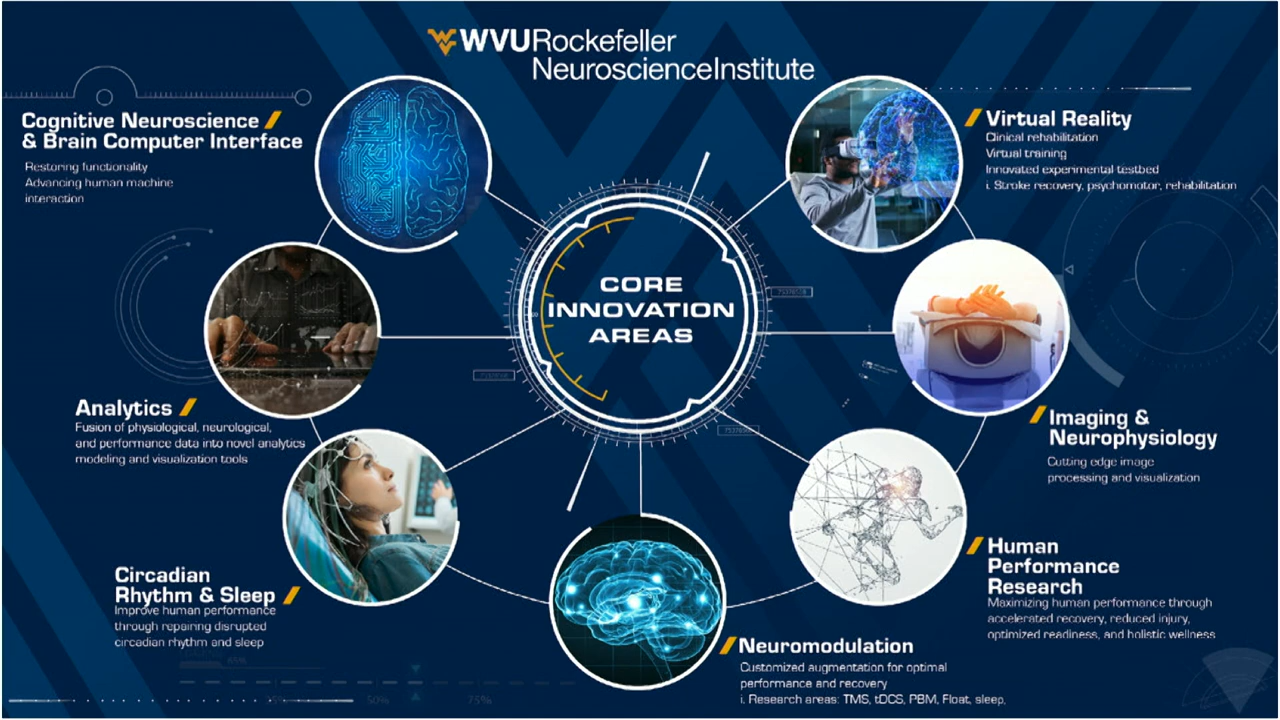 WVURockefeller
NeuroscienceInstitute
Cognitive Neuroscience
& Brain Computer Interface
Restoring functionality
Advancing human machine
interaction
Virtual Reality
Clinical rehabilitation
Virtual training
Innovated experimental testbed
i. Stroke recovery, psychomotor, rehabilitation
CORE
INNOVATION
AREAS
Analytics
Fusion of physiological, neurological,
and performance data into novel analytics
modeling and visualization tools
Imaging &
Neurophysiology
Cutting edge image
processing and visualization
Circadian
Rhythm & Sleep
Improve human performance
through repairing disrupted
circadian rhythm and sleep
Human
Performance
Research
Maximizing human performance through
accelerated recovery, reduced injury,
optimized readiness, and holistic wellness
Neuromodulation
Customized augmentation for optimal
performance and recovery
i. Research areas: TMS, tDCS, PBM, Float, sleep,
65%
25% 50% 75%